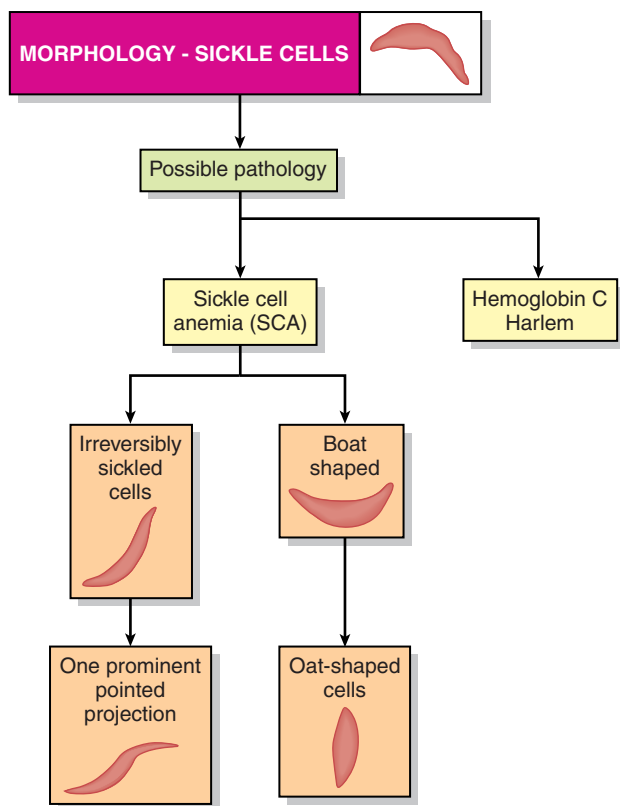 MORPHOLOGY - SICKLE CELLS
Possible pathology
Sickle cell
anemia (SCA)
Hemoglobin C
Harlem
Irreversibly
sickled
cells
Boat
shaped
One prominent
pointed
projection
Oat-shaped
cells